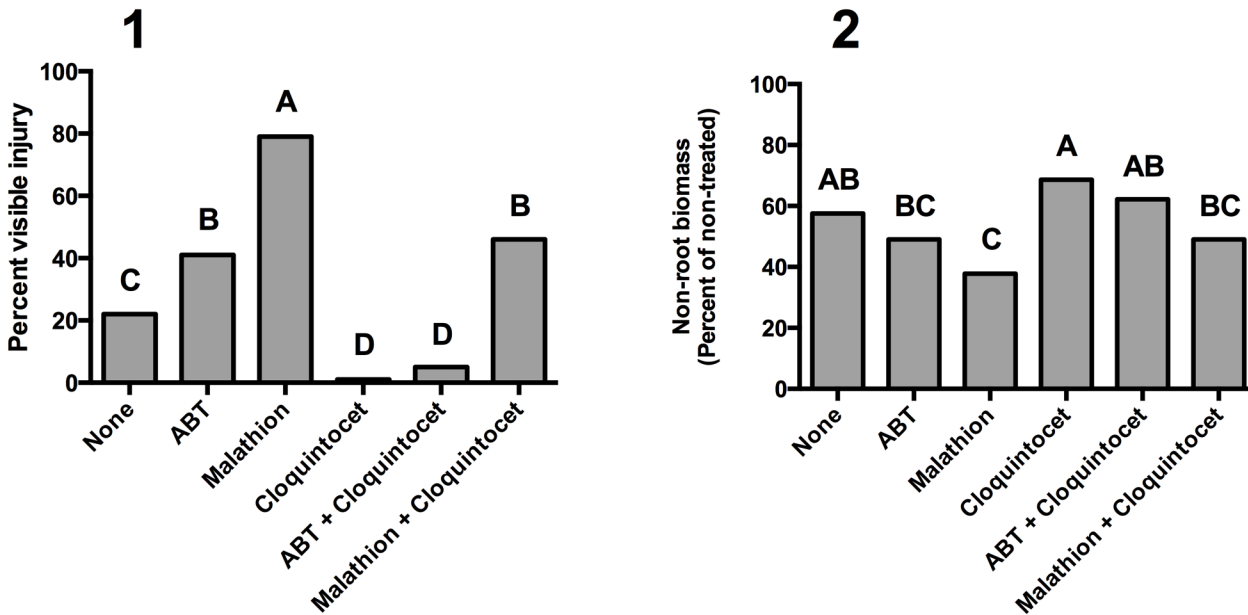 1
Percent visible injury
100
80
60
40
20
0
A
B
B
C
D
D
None
ABT
Malathion
Cloquintocet
ABT + Cloquintocet
Malathion + Cloquintocet
2
Non-root biomass
(Percent of non-treated)
100
80
60
40
20
0
AB
BC
C
A
AB
BC
None
ABT
Malathion
Cloquintocet
ABT + Cloquintocet
Malathion + Cloquintocet